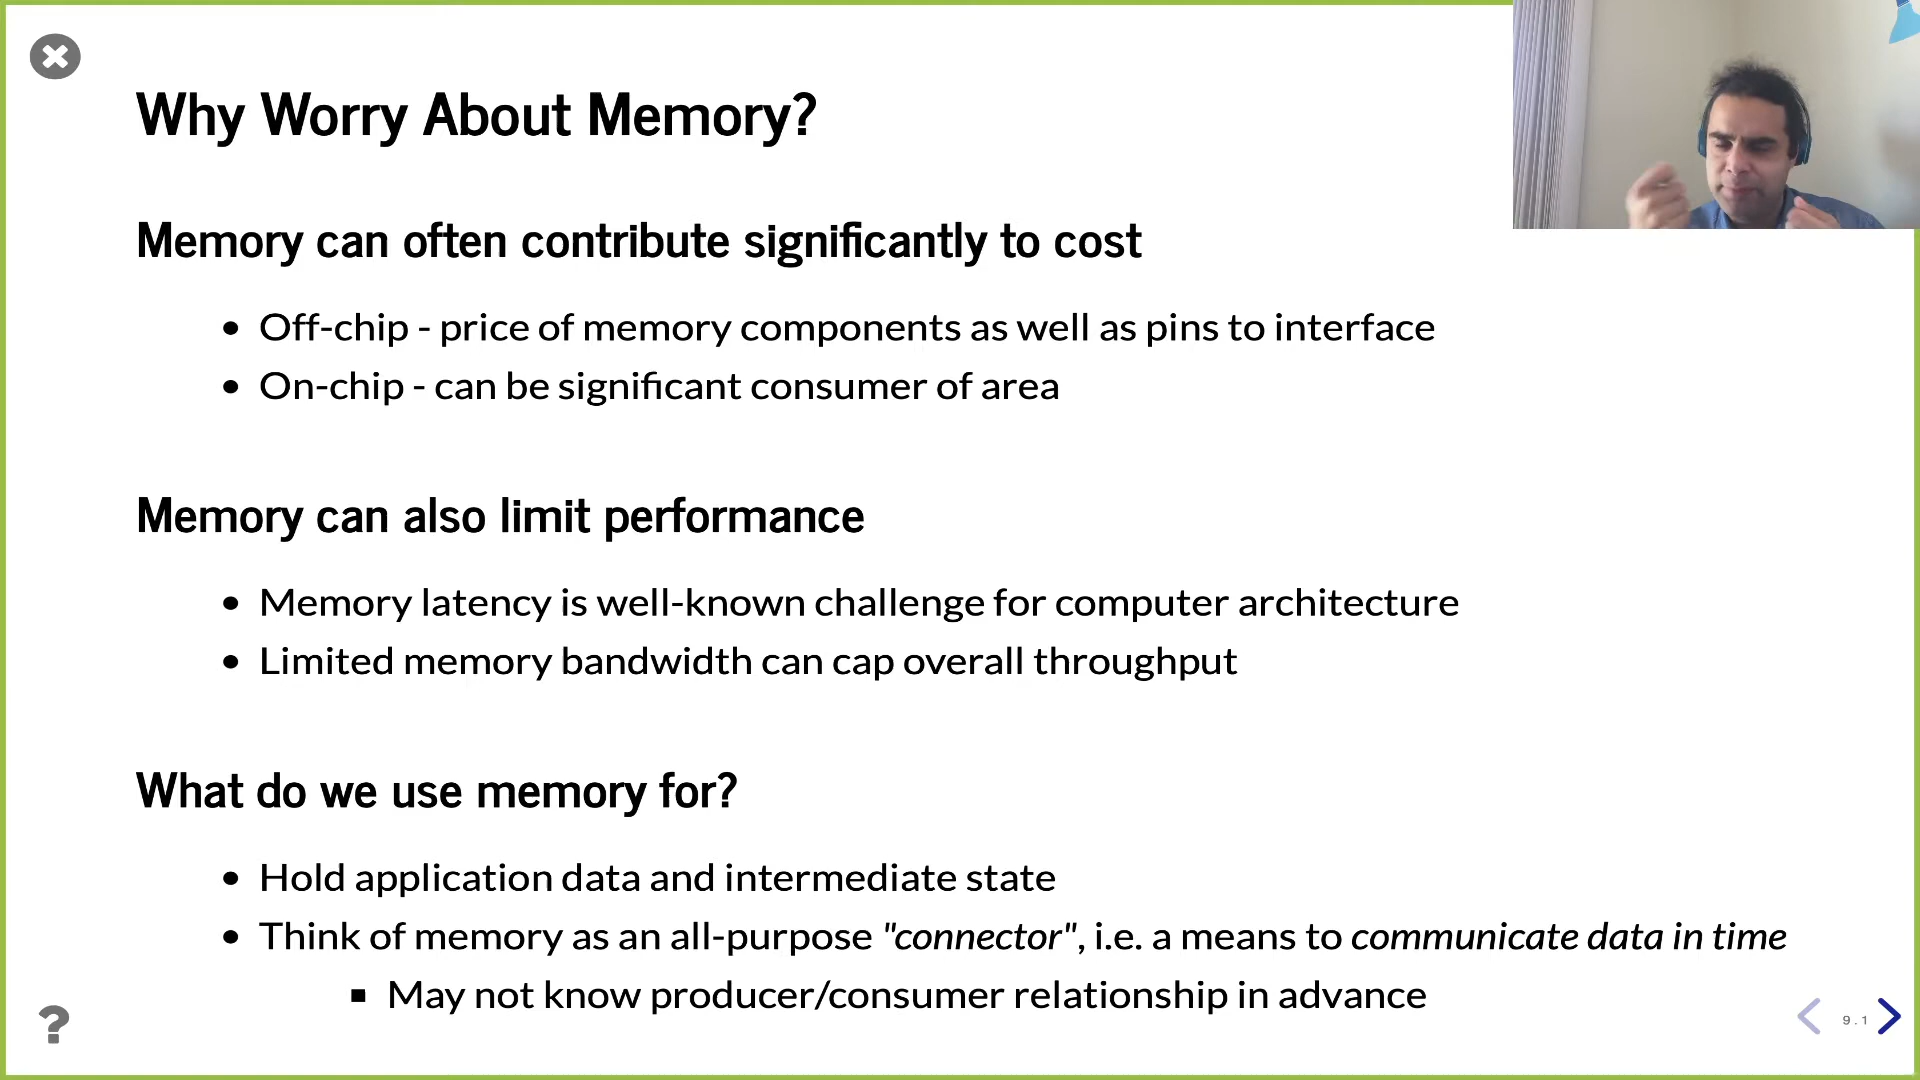 Why Worry About Memory?
Memory can often contribute significantly to cost
• Off-chip - price of memory components as well as pins to interface
• On-chip - can be significant consumer of area
Memory can also limit performance
• Memory latency is well-known challenge for computer architecture
• Limited memory bandwidth can cap overall throughput
What do we use memory for?
• Hold application data and intermediate state
• Think of memory as an all-purpose "connector", i.e. a means to communicate data in time
▪ May not know producer/consumer relationship in advance
?
9.1